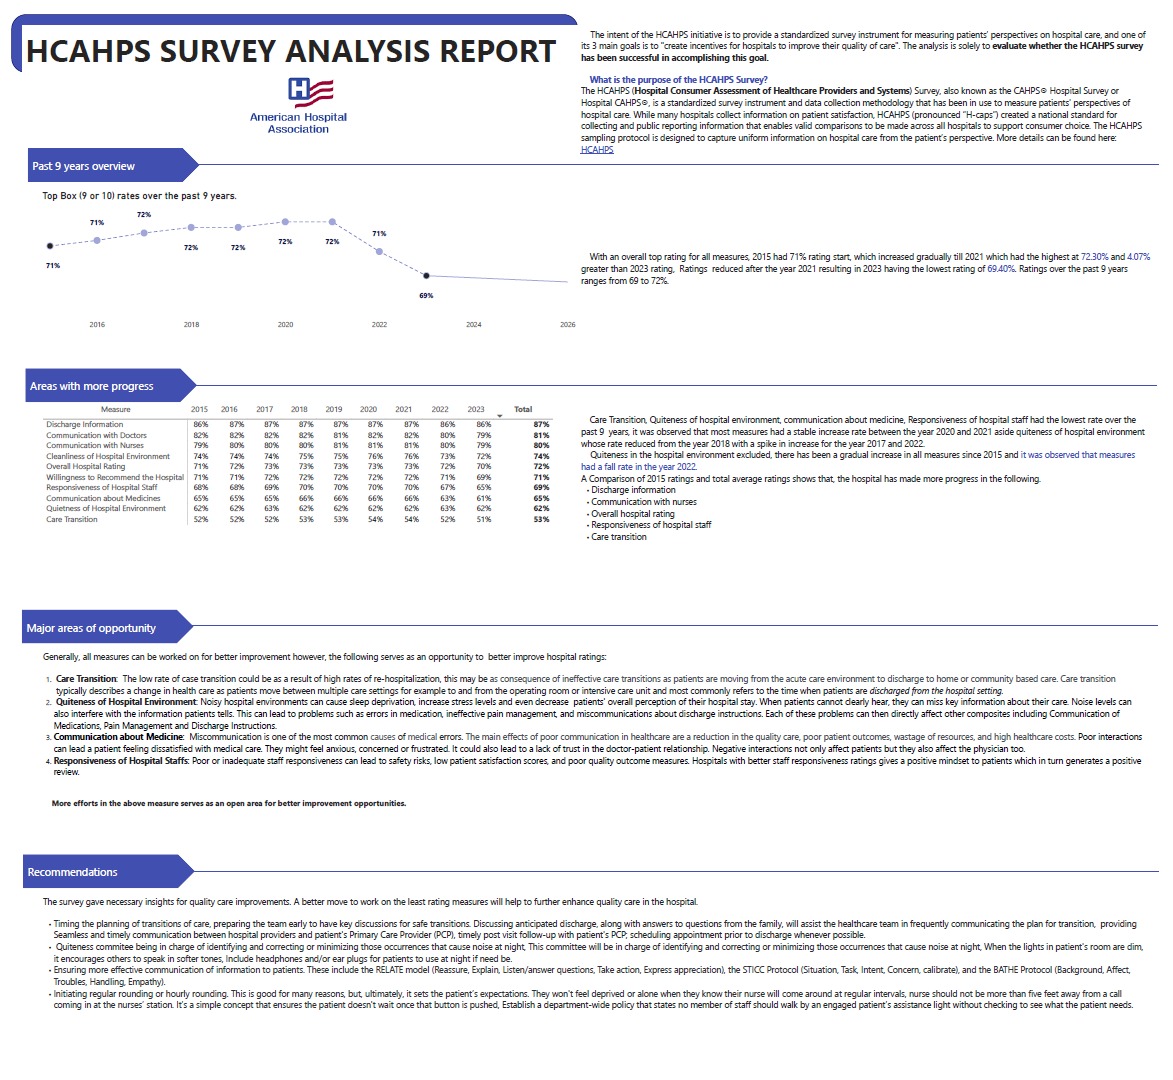 HCAHPS SURVEY ANALYSIS REPORT
H
American Hospital
Association
The intent of the HCAHPS initiative is to provide a standardized survey instrument for measuring patients' perspectives on hospital care, and one of
its 3 main goals is to "create incentives for hospitals to improve their quality of care". The analysis is solely to evaluate whether the HCAHPS survey
has been successful in accomplishing this goal.
What is the purpose of the HCAHPS Survey?
The HCAHPS (Hospital Consumer Assessment of Healthcare Providers and Systems) Survey, also known as the CAHPS® Hospital Survey or
Hospital CAHPS®, is a standardized survey instrument and data collection methodology that has been in use to measure patients' perspectives of
hospital care. While many hospitals collect information on patient satisfaction, HCAHPS (pronounced "H-caps") created a national standard for
collecting and public reporting information that enables valid comparisons to be made across all hospitals to support consumer choice. The HCAHPS
sampling protocol is designed to capture uniform information on hospital care from the patient's perspective. More details can be found here:
HCAHPS
Past 9 years overview
Top Box (9 or 10) rates over the past 9 years.
71%
71%
72%
72%
72%
72%
72%
71%
69%
2016 2018 2020 2022 2024 2026
With an overall top rating for all measures, 2015 had 71% rating start, which increased gradually till 2021 which had the highest at 72.30% and 4.07%
greater than 2023 rating, Ratings reduced after the year 2021 resulting in 2023 having the lowest rating of 69.40%. Ratings over the past 9 years
ranges from 69 to 72%.
Areas with more progress
Measure 2015 2016 2017 2018 2019 2020 2021 2022 2023 Total
Discharge Information 86% 87% 87% 87% 87% 87% 87% 86% 86% 87%
Communication with Doctors 82% 82% 82% 82% 81% 82% 82% 80% 79% 81%
Communication with Nurses 79% 80% 80% 80% 81% 81% 81% 80% 79% 80%
Cleanliness of Hospital Environment 74% 74% 74% 75% 75% 76% 76% 73% 72% 74%
Overall Hospital Rating 71% 72% 73% 73% 73% 73% 73% 72% 70% 72%
Willingness to Recommend the Hospital 71% 71% 72% 72% 72% 72% 72% 71% 69% 71%
Responsiveness of Hospital Staff 68% 68% 69% 70% 70% 70% 70% 67% 65% 69%
Communication about Medicines 65% 65% 65% 66% 66% 66% 66% 63% 61% 65%
Quietness of Hospital Environment 62% 62% 63% 62% 62% 62% 62% 63% 62% 62%
Care Transition 52% 52% 52% 53% 53% 54% 54% 52% 51% 53%
Care Transition, Quiteness of hospital environment, communication about medicine, Responsiveness of hospital staff had the lowest rate over the
past 9 years, it was observed that most measures had a stable increase rate between the year 2020 and 2021 aside quiteness of hospital environment
whose rate reduced from the year 2018 with a spike in increase for the year 2017 and 2022.
Quiteness in the hospital environment excluded, there has been a gradual increase in all measures since 2015 and it was observed that measures
had a fall rate in the year 2022.
A Comparison of 2015 ratings and total average ratings shows that, the hospital has made more progress in the following.
• Discharge information
• Communication with nurses
• Overall hospital rating
• Responsiveness of hospital staff
• Care transition
Major areas of opportunity
Generally, all measures can be worked on for better improvement however, the following serves as an opportunity to better improve hospital ratings:
1. Care Transition: The low rate of case transition could be as a result of high rates of re-hospitalization, this may be as consequence of ineffective care transitions as patients are moving from the acute care environment to discharge to home or community based care. Care transition
typically describes a change in health care as patients move between multiple care settings for example to and from the operating room or intensive care unit and most commonly refers to the time when patients are discharged from the hospital setting.
2. Quiteness of Hospital Environment: Noisy hospital environments can cause sleep deprivation, increase stress levels and even decrease patients' overall perception of their hospital stay. When patients cannot clearly hear, they can miss key information about their care. Noise levels can
also interfere with the information patients tells. This can lead to problems such as errors in medication, ineffective pain management, and miscommunications about discharge instructions. Each of these problems can then directly affect other composites including Communication of
Medications, Pain Management and Discharge Instructions.
3. Communication about Medicine: Miscommunication is one of the most common causes of medical errors. The main effects of poor communication in healthcare are a reduction in the quality care, poor patient outcomes, wastage of resources, and high healthcare costs. Poor interactions
can lead a patient feeling dissatisfied with medical care. They might feel anxious, concerned or frustrated. It could also lead to a lack of trust in the doctor-patient relationship. Negative interactions not only affect patients but they also affect the physician too.
4. Responsiveness of Hospital Staffs: Poor or inadequate staff responsiveness can lead to safety risks, low patient satisfaction scores, and poor quality outcome measures. Hospitals with better staff responsiveness ratings gives a positive mindset to patients which in turn generates a positive
review.
More efforts in the above measure serves as an open area for better improvement opportunities.
Recommendations
The survey gave necessary insights for quality care improvements. A better move to work on the least rating measures will help to further enhance quality care in the hospital.
• Timing the planning of transitions of care, preparing the team early to have key discussions for safe transitions. Discussing anticipated discharge, along with answers to questions from the family, will assist the healthcare team in frequently communicating the plan for transition, providing
Seamless and timely communication between hospital providers and patient's Primary Care Provider (PCP), timely post visit follow-up with patient's PCP; scheduling appointment prior to discharge whenever possible.
• Quiteness commitee being in charge of identifying and correcting or minimizing those occurrences that cause noise at night, This committee will be in charge of identifying and correcting or minimizing those occurrences that cause noise at night, When the lights in patient's room are dim,
it encourages others to speak in softer tones, Include headphones and/or ear plugs for patients to use at night if need be.
• Ensuring more effective communication of information to patients. These include the RELATE model (Reassure, Explain, Listen/answer questions, Take action, Express appreciation), the STICC Protocol (Situation, Task, Intent, Concern, calibrate), and the BATHE Protocol (Background, Affect,
Troubles, Handling, Empathy).
• Initiating regular rounding or hourly rounding. This is good for many reasons, but, ultimately, it sets the patient's expectations. They won't feel deprived or alone when they know their nurse will come around at regular intervals, nurse should not be more than five feet away from a call
coming in at the nurses' station. It's a simple concept that ensures the patient doesn't wait once that button is pushed, Establish a department-wide policy that states no member of staff should walk by an engaged patient's assistance light without checking to see what the patient needs.